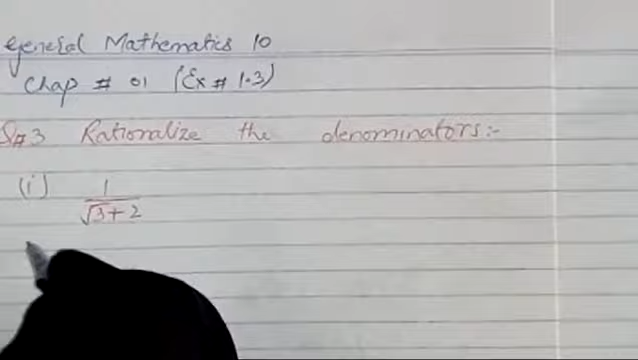 General Mathematics 10
Chap # 01 (Ex # 1.3)
Q#3 Rationalize the denominators:-
(i) 1/(√3+2)